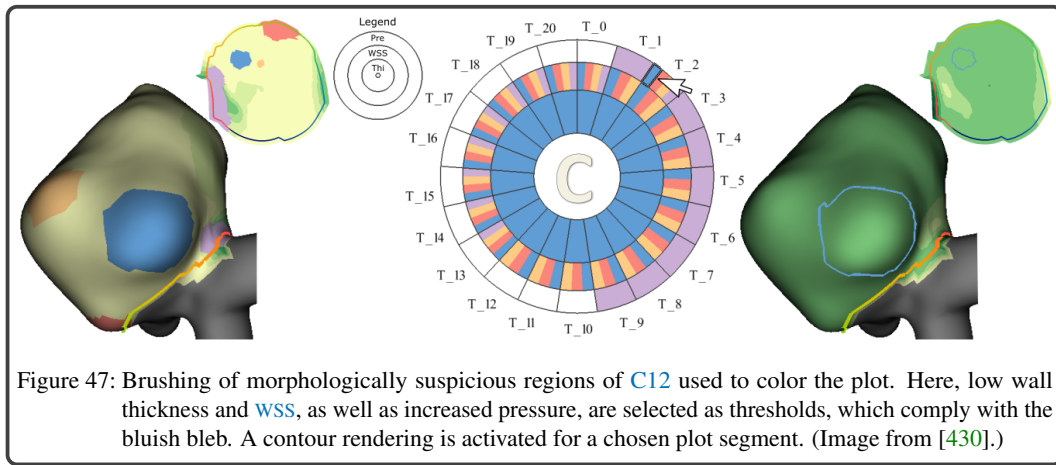 Legend
Pre
WSS
Thi
T_0
T_1
T_2
T_3
T_4
T_5
T_6
T_7
T_8
T_9
T_10
T_11
T_12
T_13
T_14
T_15
T_16
T_17
T_18
T_19
T_20
C
Figure 47: Brushing of morphologically suspicious regions of C12 used to color the plot. Here, low wall
thickness and WSS, as well as increased pressure, are selected as thresholds, which comply with the
bluish bleb. A contour rendering is activated for a chosen plot segment. (Image from [430].)